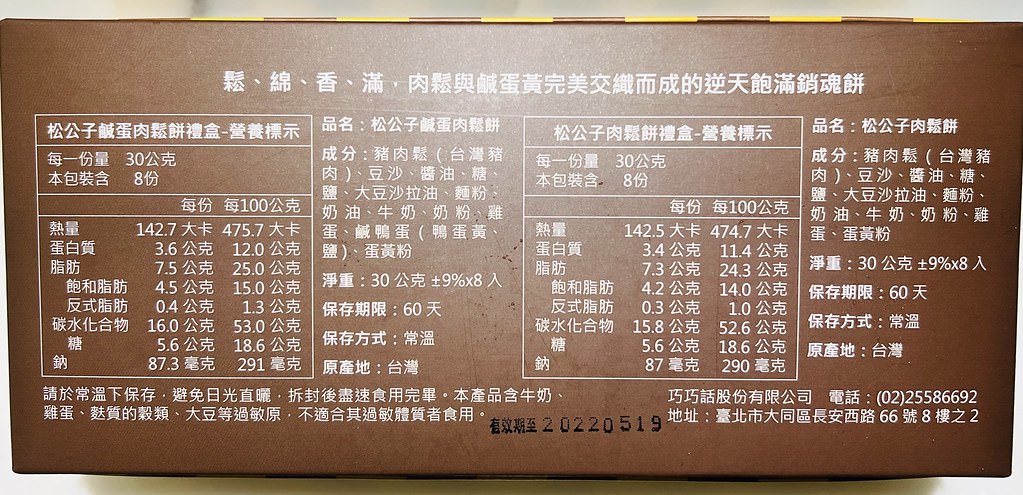 鬆、綿、香、滿，肉鬆與鹹蛋黃完美交織而成的逆天飽滿銷魂餅
松公子鹹蛋肉鬆餅禮盒-營養標示
每一份量 30公克
本包裝含 8份
每份 每100公克
熱量 142.7 大卡 475.7 大卡
蛋白質 3.6 公克 12.0 公克
脂肪 7.5 公克 25.0 公克
飽和脂肪 4.5 公克 15.0 公克
反式脂肪 0.4 公克 1.3 公克
碳水化合物 16.0 公克 53.0 公克
糖 5.6 公克 18.6 公克
鈉 87.3 毫克 291 毫克
品名：松公子鹹蛋肉鬆餅
成分：豬肉鬆(台灣豬
肉)、豆沙、醬油、糖、
鹽、大豆沙拉油、麵粉、
奶油、牛奶、奶粉、雞
蛋、鹹鴨蛋(鴨蛋黃、
鹽)、蛋黃粉
淨重：30 公克 ±9%x8 入
保存期限：60 天
保存方式：常溫
原產地：台灣
松公子肉鬆餅禮盒-營養標示
每一份量 30公克
本包裝含 8份
每份 每100公克
熱量 142.5 大卡 474.7 大卡
蛋白質 3.4 公克 11.4 公克
脂肪 7.3 公克 24.3 公克
飽和脂肪 4.2 公克 14.0 公克
反式脂肪 0.3 公克 1.0 公克
碳水化合物 15.8 公克 52.6 公克
糖 5.6 公克 18.6 公克
鈉 87 毫克 290 毫克
品名：松公子肉鬆餅
成分：豬肉鬆(台灣豬
肉)、豆沙、醬油、糖、
鹽、大豆沙拉油、麵粉、
奶油、牛奶、奶粉、雞
蛋、蛋黃粉
淨重：30 公克 ±9%x8 入
保存期限：60 天
保存方式：常溫
原產地：台灣
請於常溫下保存，避免日光直曬，拆封後盡速食用完畢。本產品含牛奶、
雞蛋、麩質的穀類、大豆等過敏原，不適合其過敏體質者食用。
有效期至 20220519
巧巧話股份有限公司 電話：(02)25586692
地址：臺北市大同區長安西路 66 號 8 樓之 2